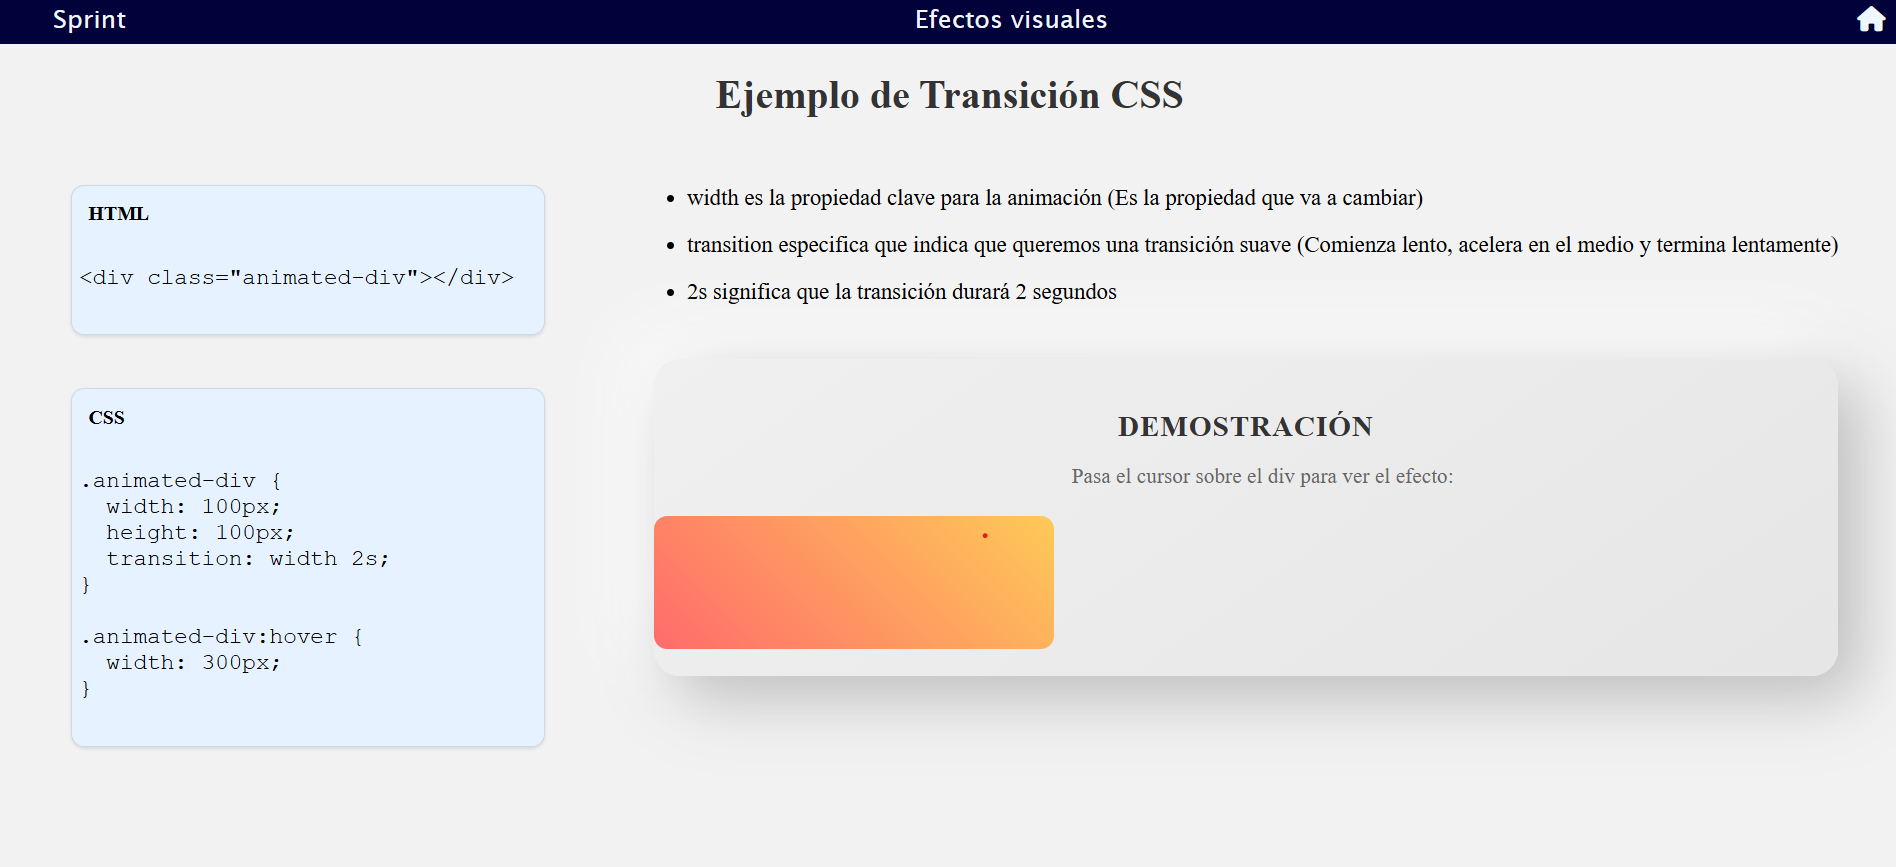 Sprint
Efectos visuales
Ejemplo de Transición CSS
HTML
<div class="animated-div"></div>
CSS
.animated-div {
width: 100px;
height: 100px;
transition: width 2s;
}
.animated-div:hover {
width: 300px;
}
width es la propiedad clave para la animación (Es la propiedad que va a cambiar)
transition especifica que indica que queremos una transición suave (Comienza lento, acelera en el medio y termina lentamente)
2s significa que la transición durará 2 segundos
DEMOSTRACIÓN
Pasa el cursor sobre el div para ver el efecto: